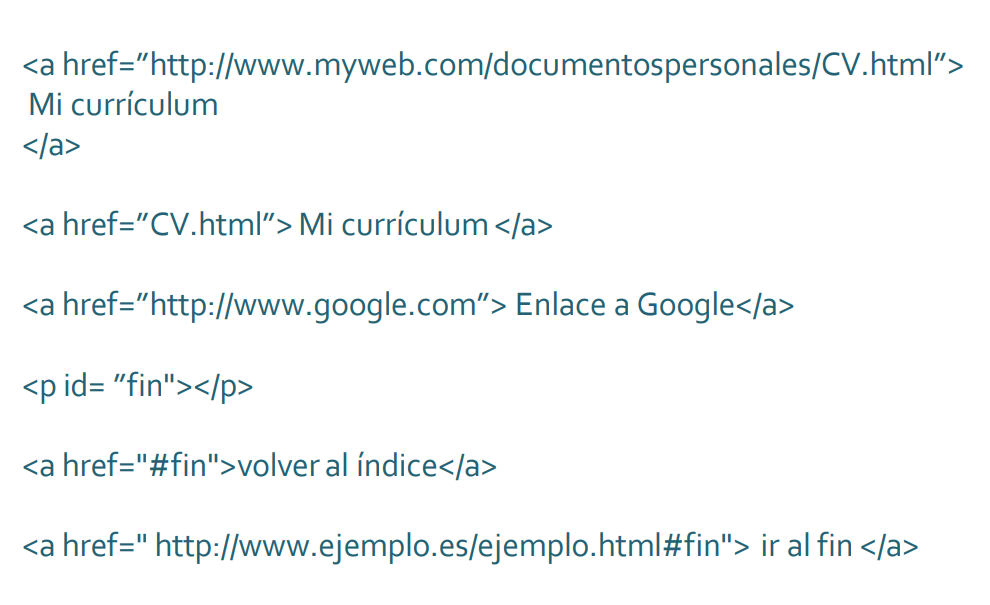 <a href=”http://www.myweb.com/documentospersonales/CV.html”>
Mi currículum
</a>
<a href=”CV.html”> Mi currículum </a>
<a href=”http://www.google.com”> Enlace a Google</a>
<p id= ”fin"></p>
<a href="#fin">volver al índice</a>
<a href=" http://www.ejemplo.es/ejemplo.html#fin"> ir al fin </a>